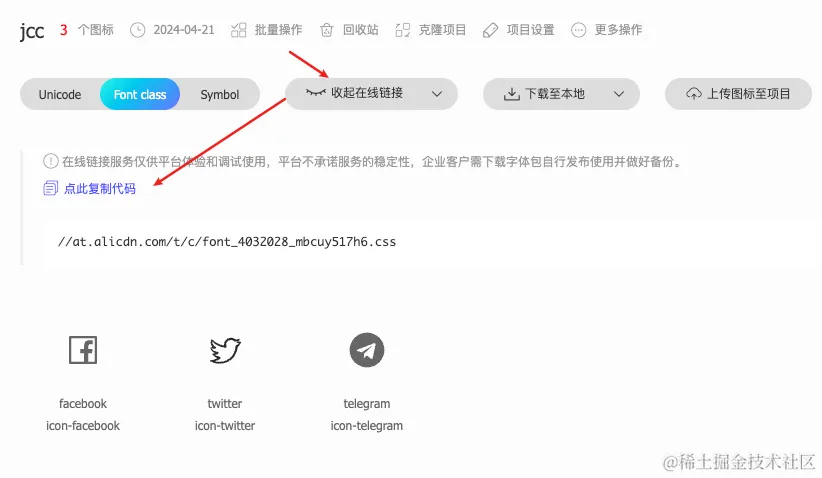 jcc 3 个图标 2024-04-21 批量操作 回收站 克隆项目 项目设置 更多操作
Unicode Font class Symbol 收起在线链接 下载至本地 上传图标至项目
在线链接服务仅供平台体验和调试使用，平台不承诺服务的稳定性，企业客户需下载字体包自行发布使用并做好备份。
点此复制代码
//at.alicdn.com/t/c/font_4032028_mbcuy517h6.css
facebook twitter telegram
icon-facebook icon-twitter icon-telegram
@稀土掘金技术社区